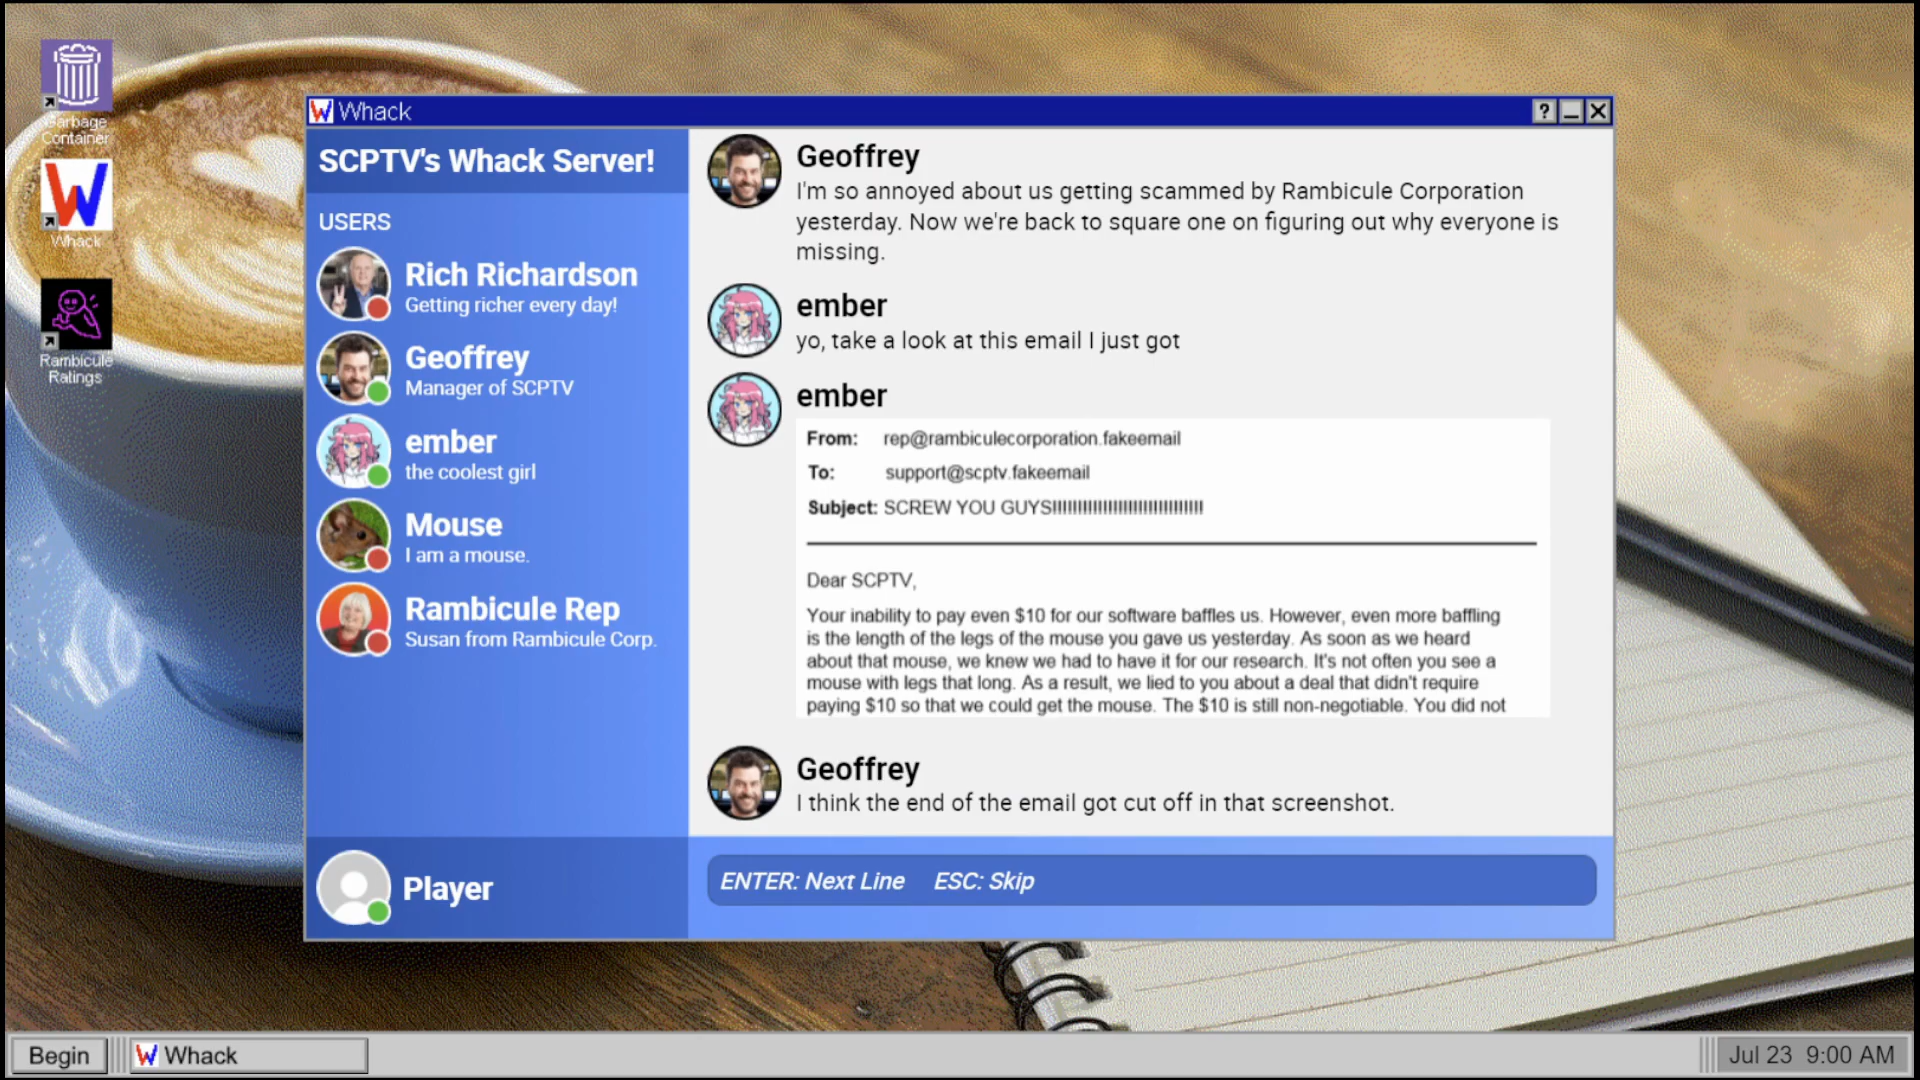 Garbage
Container
Whack
Rambicule
Ratings
W Whack
? _ X
SCPTV's Whack Server!
USERS
Rich Richardson
Getting richer every day!
Geoffrey
Manager of SCPTV
ember
the coolest girl
Mouse
I am a mouse.
Rambicule Rep
Susan from Rambicule Corp.
Player
Geoffrey
I'm so annoyed about us getting scammed by Rambicule Corporation
yesterday. Now we're back to square one on figuring out why everyone is
missing.
ember
yo, take a look at this email I just got
ember
From: rep@rambiculecorporation.fakeemail
To: support@scptv.fakeemail
Subject: SCREW YOU GUYS!!!!!!!!!!!!!!!!!!!!!!!!!!!!!!
Dear SCPTV,
Your inability to pay even $10 for our software baffles us. However, even more baffling
is the length of the legs of the mouse you gave us yesterday. As soon as we heard
about that mouse, we knew we had to have it for our research. It's not often you see a
mouse with legs that long. As a result, we lied to you about a deal that didn't require
paying $10 so that we could get the mouse. The $10 is still non-negotiable. You did not
Geoffrey
I think the end of the email got cut off in that screenshot.
ENTER: Next Line ESC: Skip
Begin
W Whack
Jul 23 9:00 AM